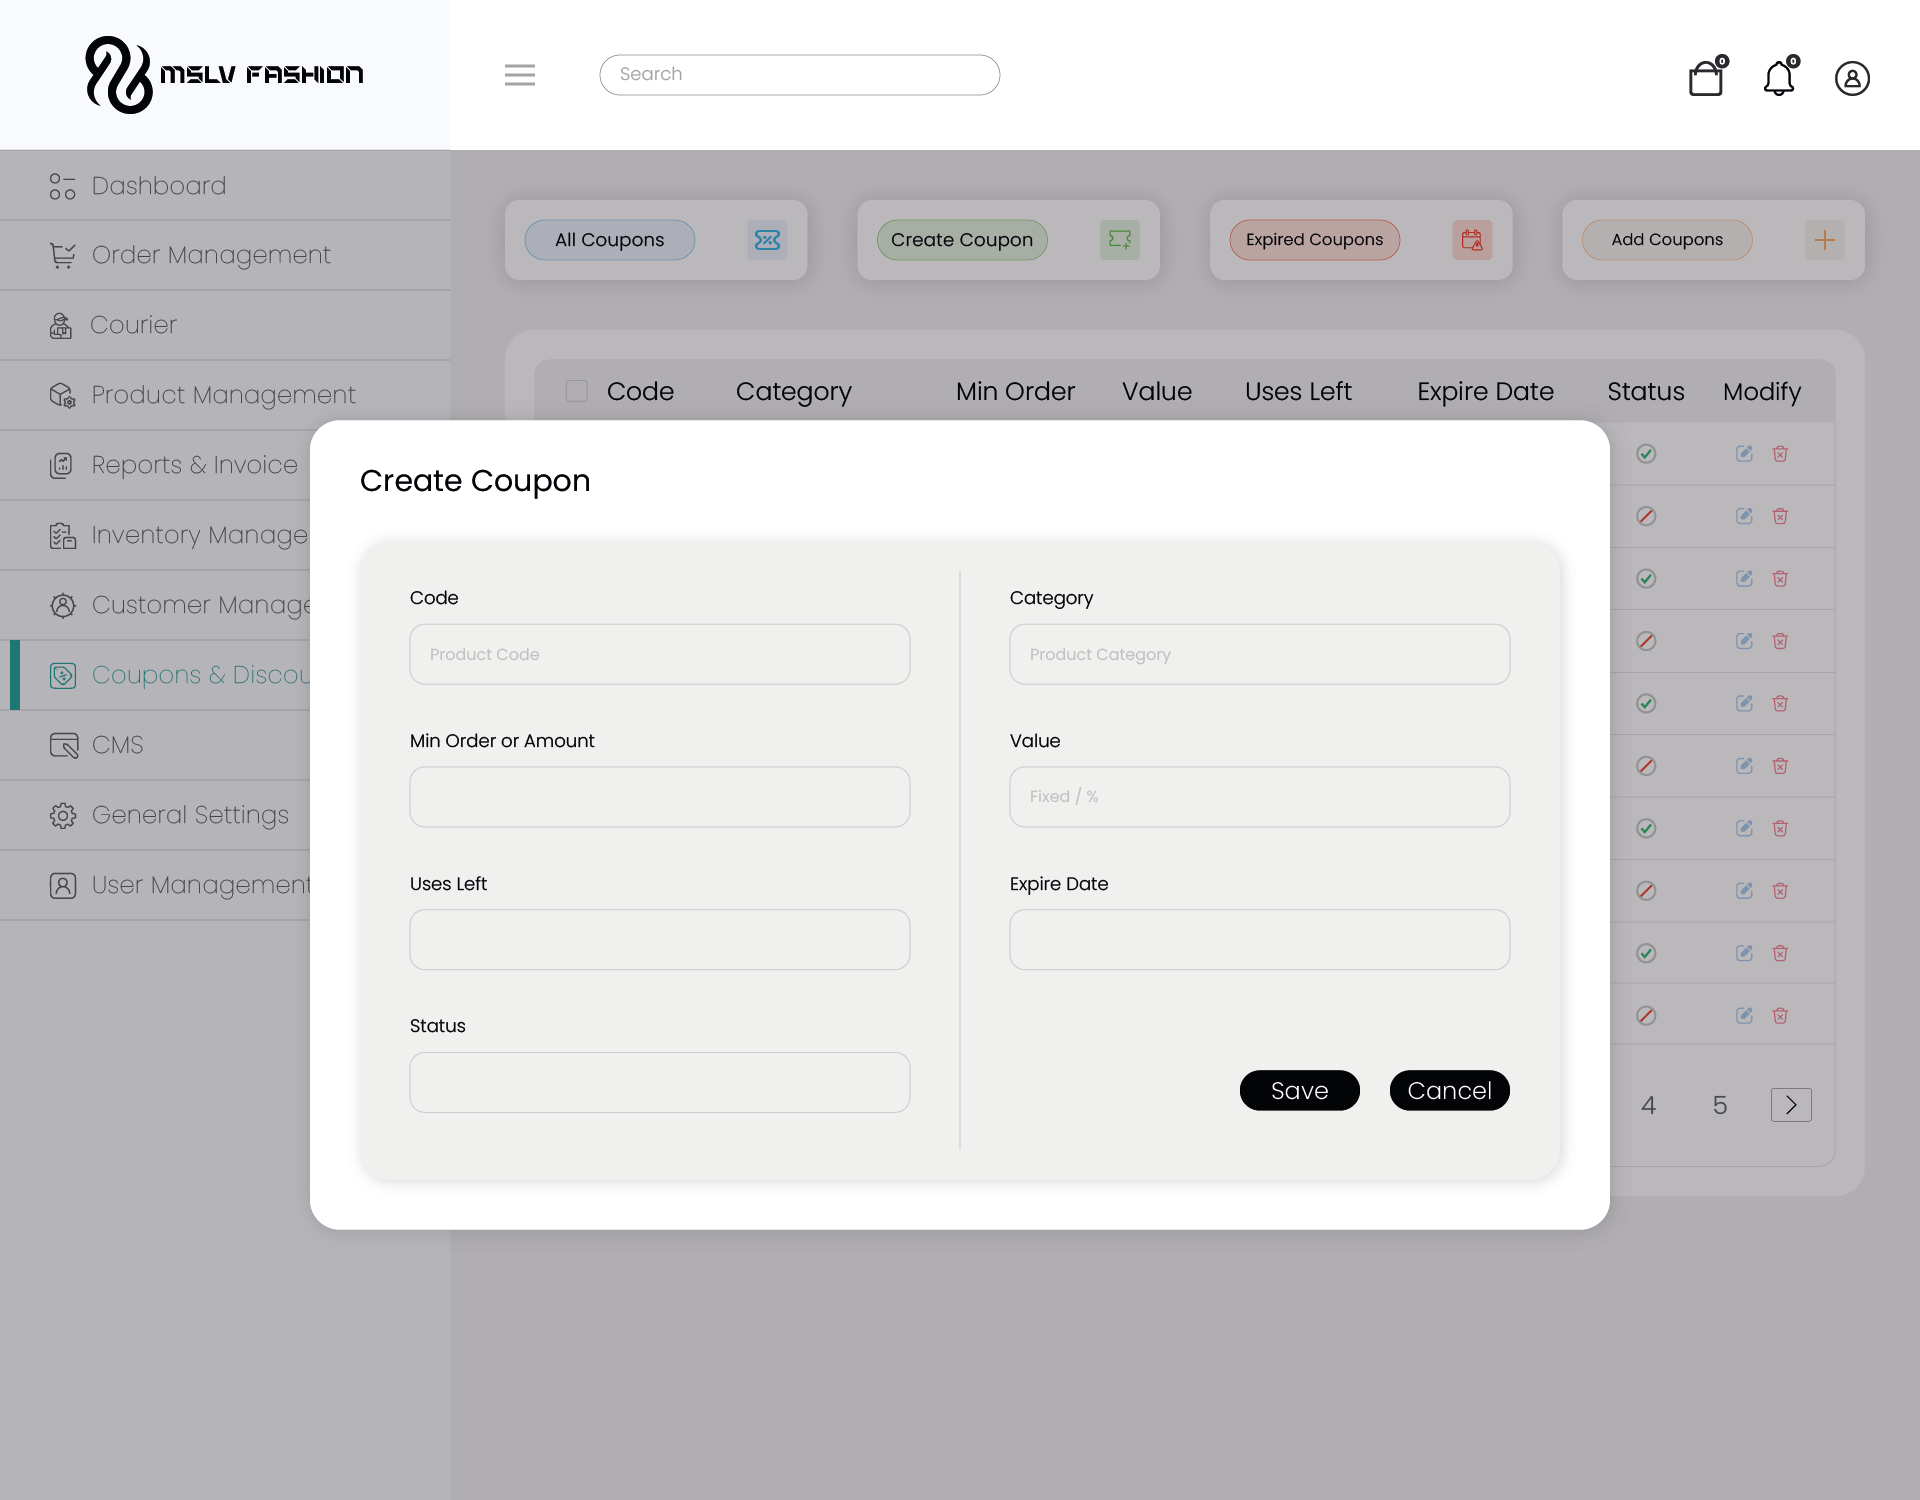 MSLV FASHION
Search
0
0
Dashboard
Order Management
Courier
Product Management
Reports & Invoice
Inventory Manage
Customer Manage
Coupons & Discou
CMS
General Settings
User Management
All Coupons
Create Coupon
Expired Coupons
Add Coupons
Code Category Min Order Value Uses Left Expire Date Status Modify
Create Coupon
Code
Product Code
Category
Product Category
Min Order or Amount
Value
Fixed / %
Uses Left
Expire Date
Status
Save
Cancel
4 5